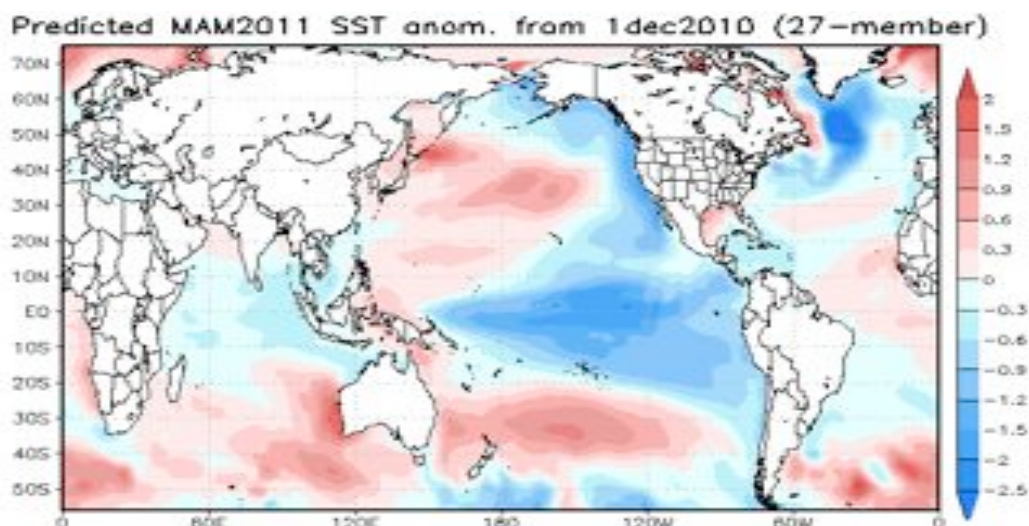 Predicted MAM2011 SST anom. from 1dec2010 (27-member)
70N
60N
50N
40N
30N
20N
10N
EQ
10S
20S
30S
40S
50S
0 60E 120E 180 120W 60W 0
2
1.5
1.2
0.9
0.6
0.3
0
-0.3
-0.6
-0.9
-1.2
-1.5
-2
-2.5